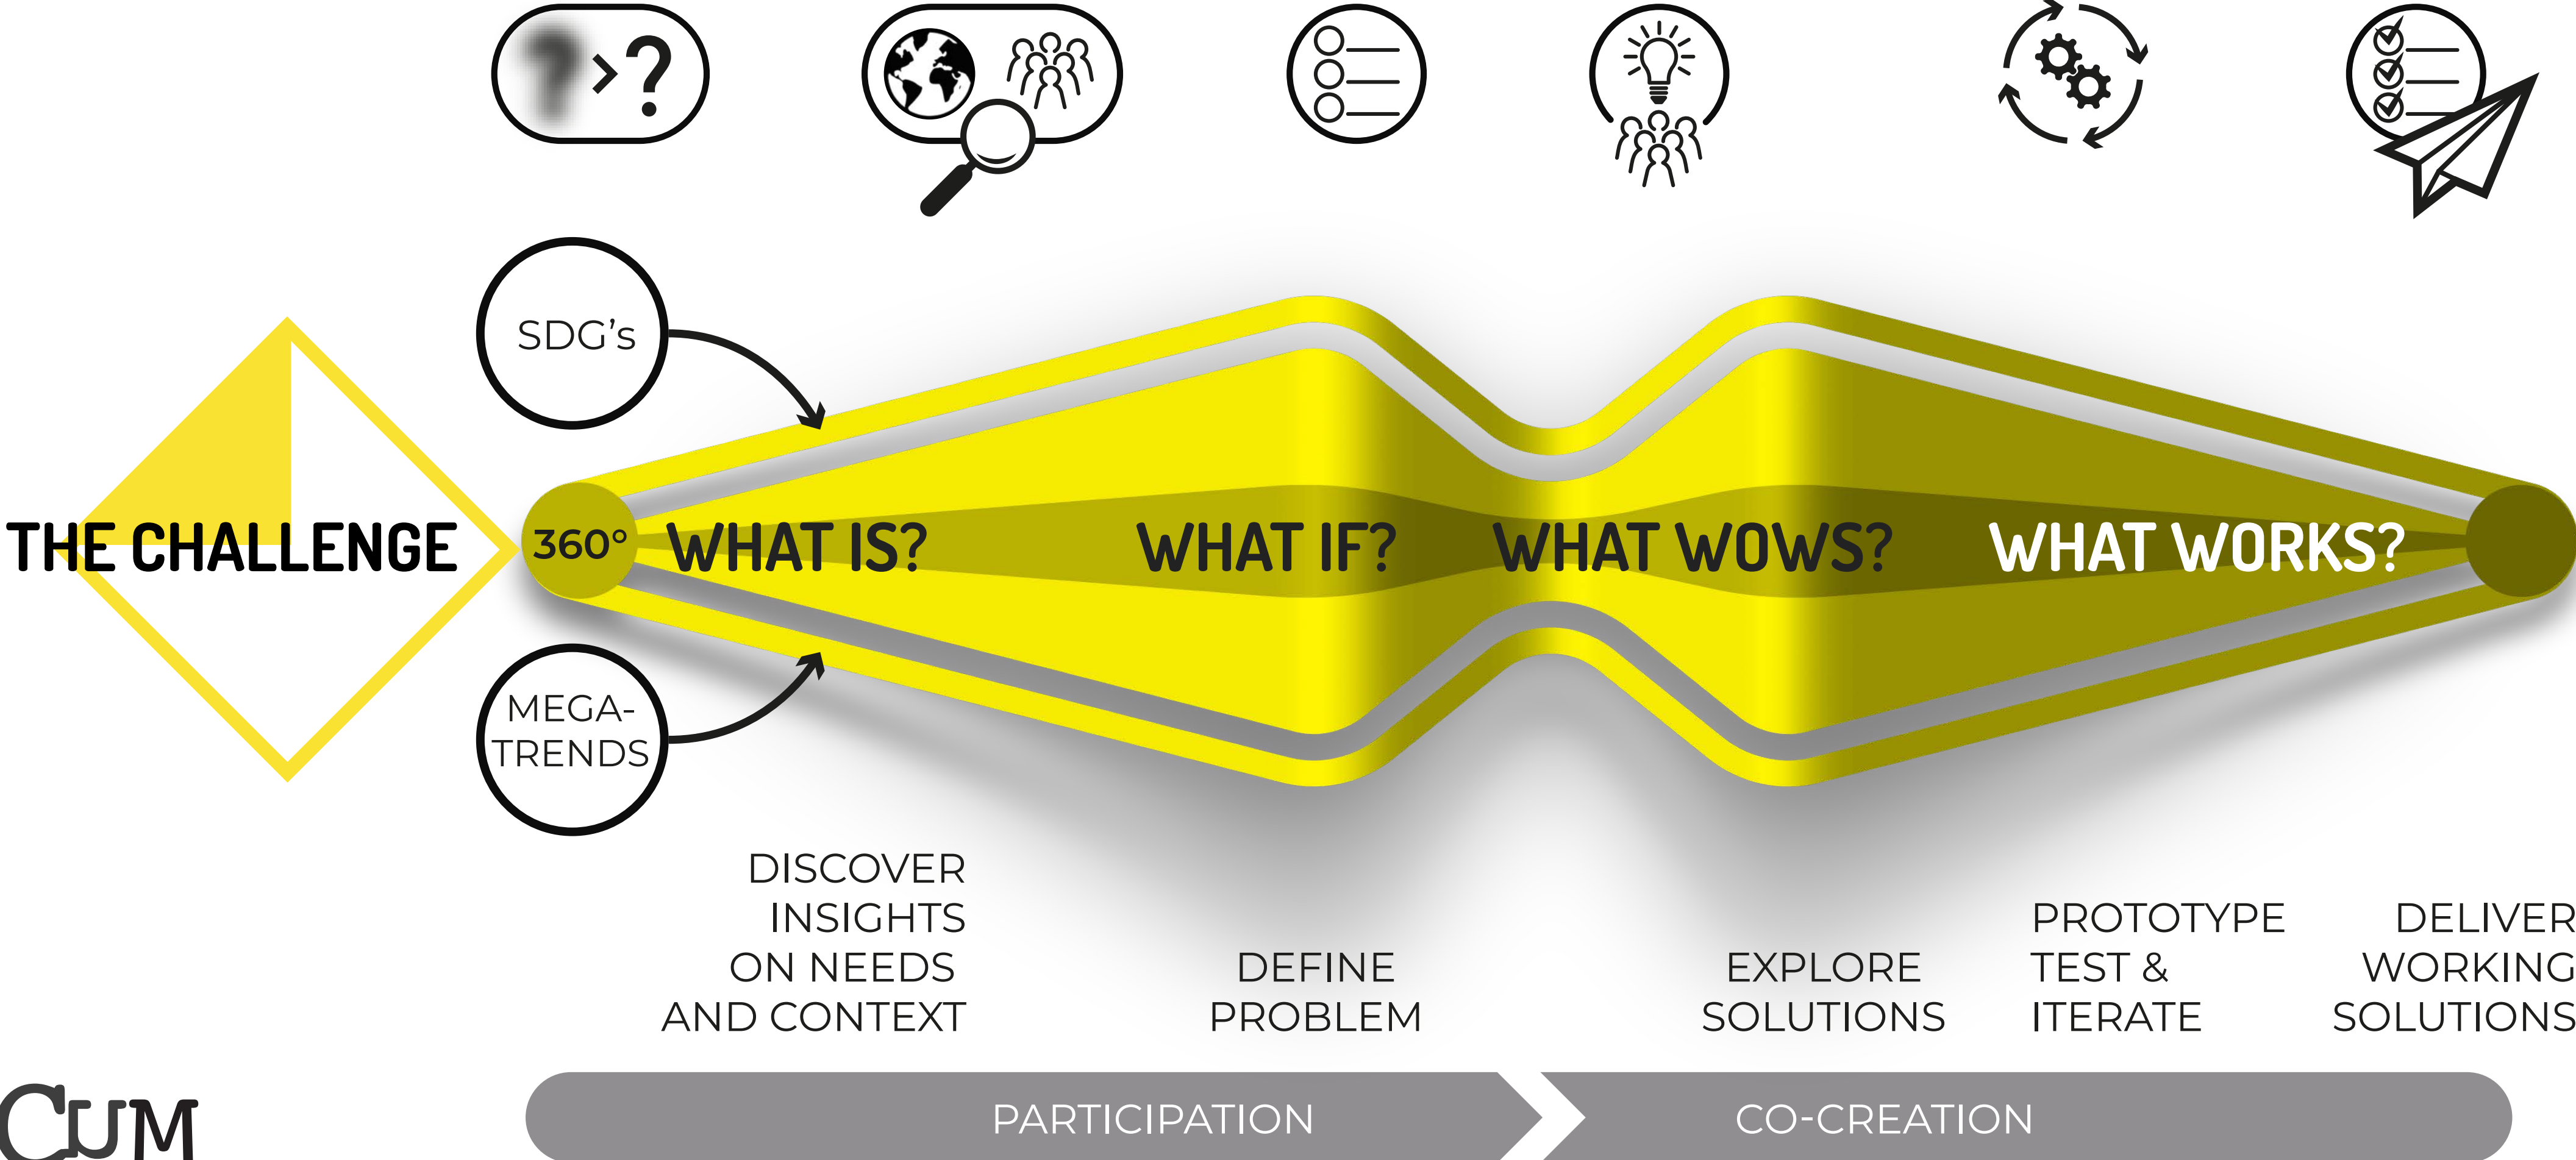 ? > ?
SDG's
THE CHALLENGE
360°
WHAT IS?
WHAT IF?
WHAT WOWS?
WHAT WORKS?
MEGA-
TRENDS
DISCOVER
INSIGHTS
ON NEEDS
AND CONTEXT
DEFINE
PROBLEM
EXPLORE
SOLUTIONS
PROTOTYPE
TEST &
ITERATE
DELIVER
WORKING
SOLUTIONS
PARTICIPATION
CO-CREATION
CUM